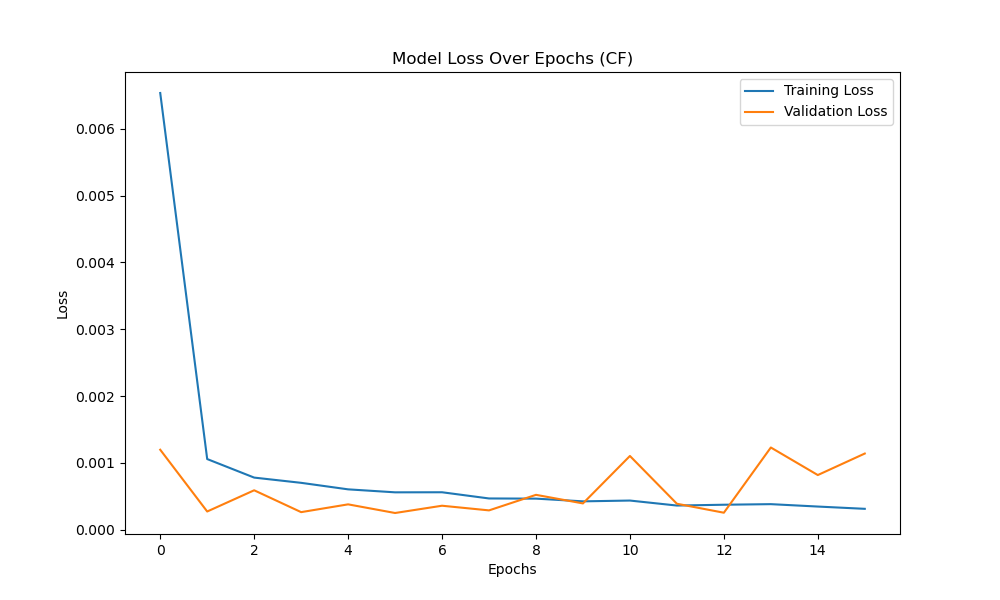 Model Loss Over Epochs (CF)
Training Loss
Validation Loss
0.006
0.005
0.004
0.003
0.002
0.001
0.000
Loss
0 2 4 6 8 10 12 14
Epochs